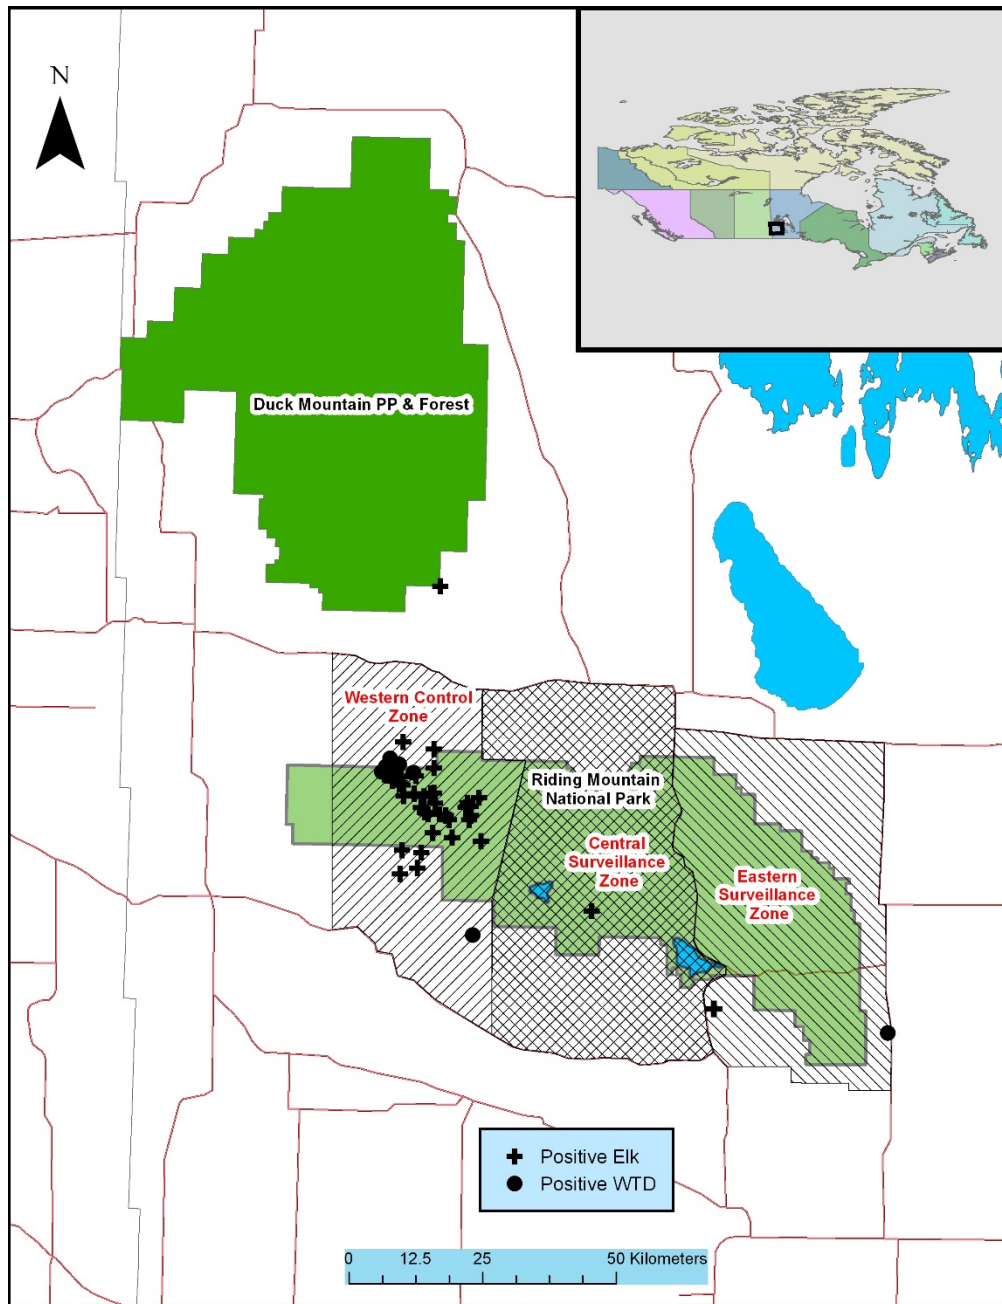 N
Duck Mountain PP & Forest
Western Control
Zone
Riding Mountain
National Park
Central
Surveillance
Zone
Eastern
Surveillance
Zone
Positive Elk
Positive WTD
0 12.5 25 50 Kilometers